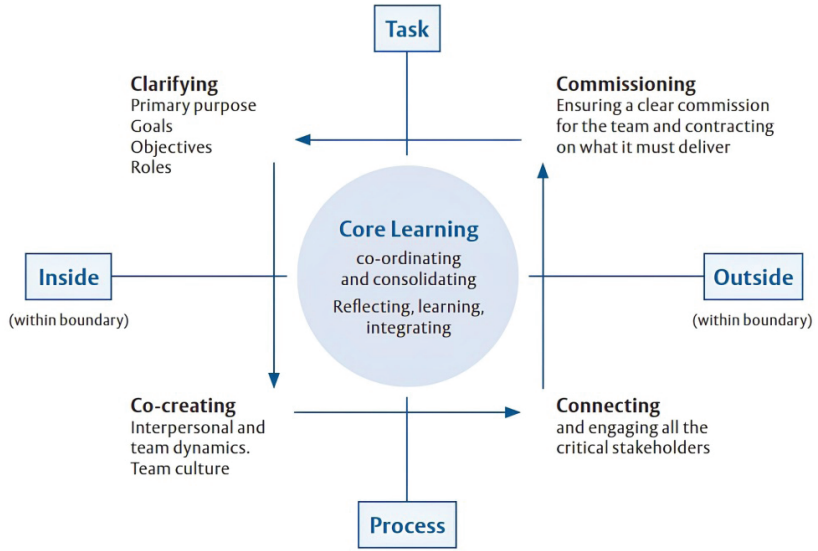 Task
Clarifying
Primary purpose
Goals
Objectives
Roles
Commissioning
Ensuring a clear commission
for the team and contracting
on what it must deliver
Core Learning
co-ordinating
and consolidating
Reflecting, learning,
integrating
Inside
(within boundary)
Outside
(within boundary)
Co-creating
Interpersonal and
team dynamics.
Team culture
Connecting
and engaging all the
critical stakeholders
Process